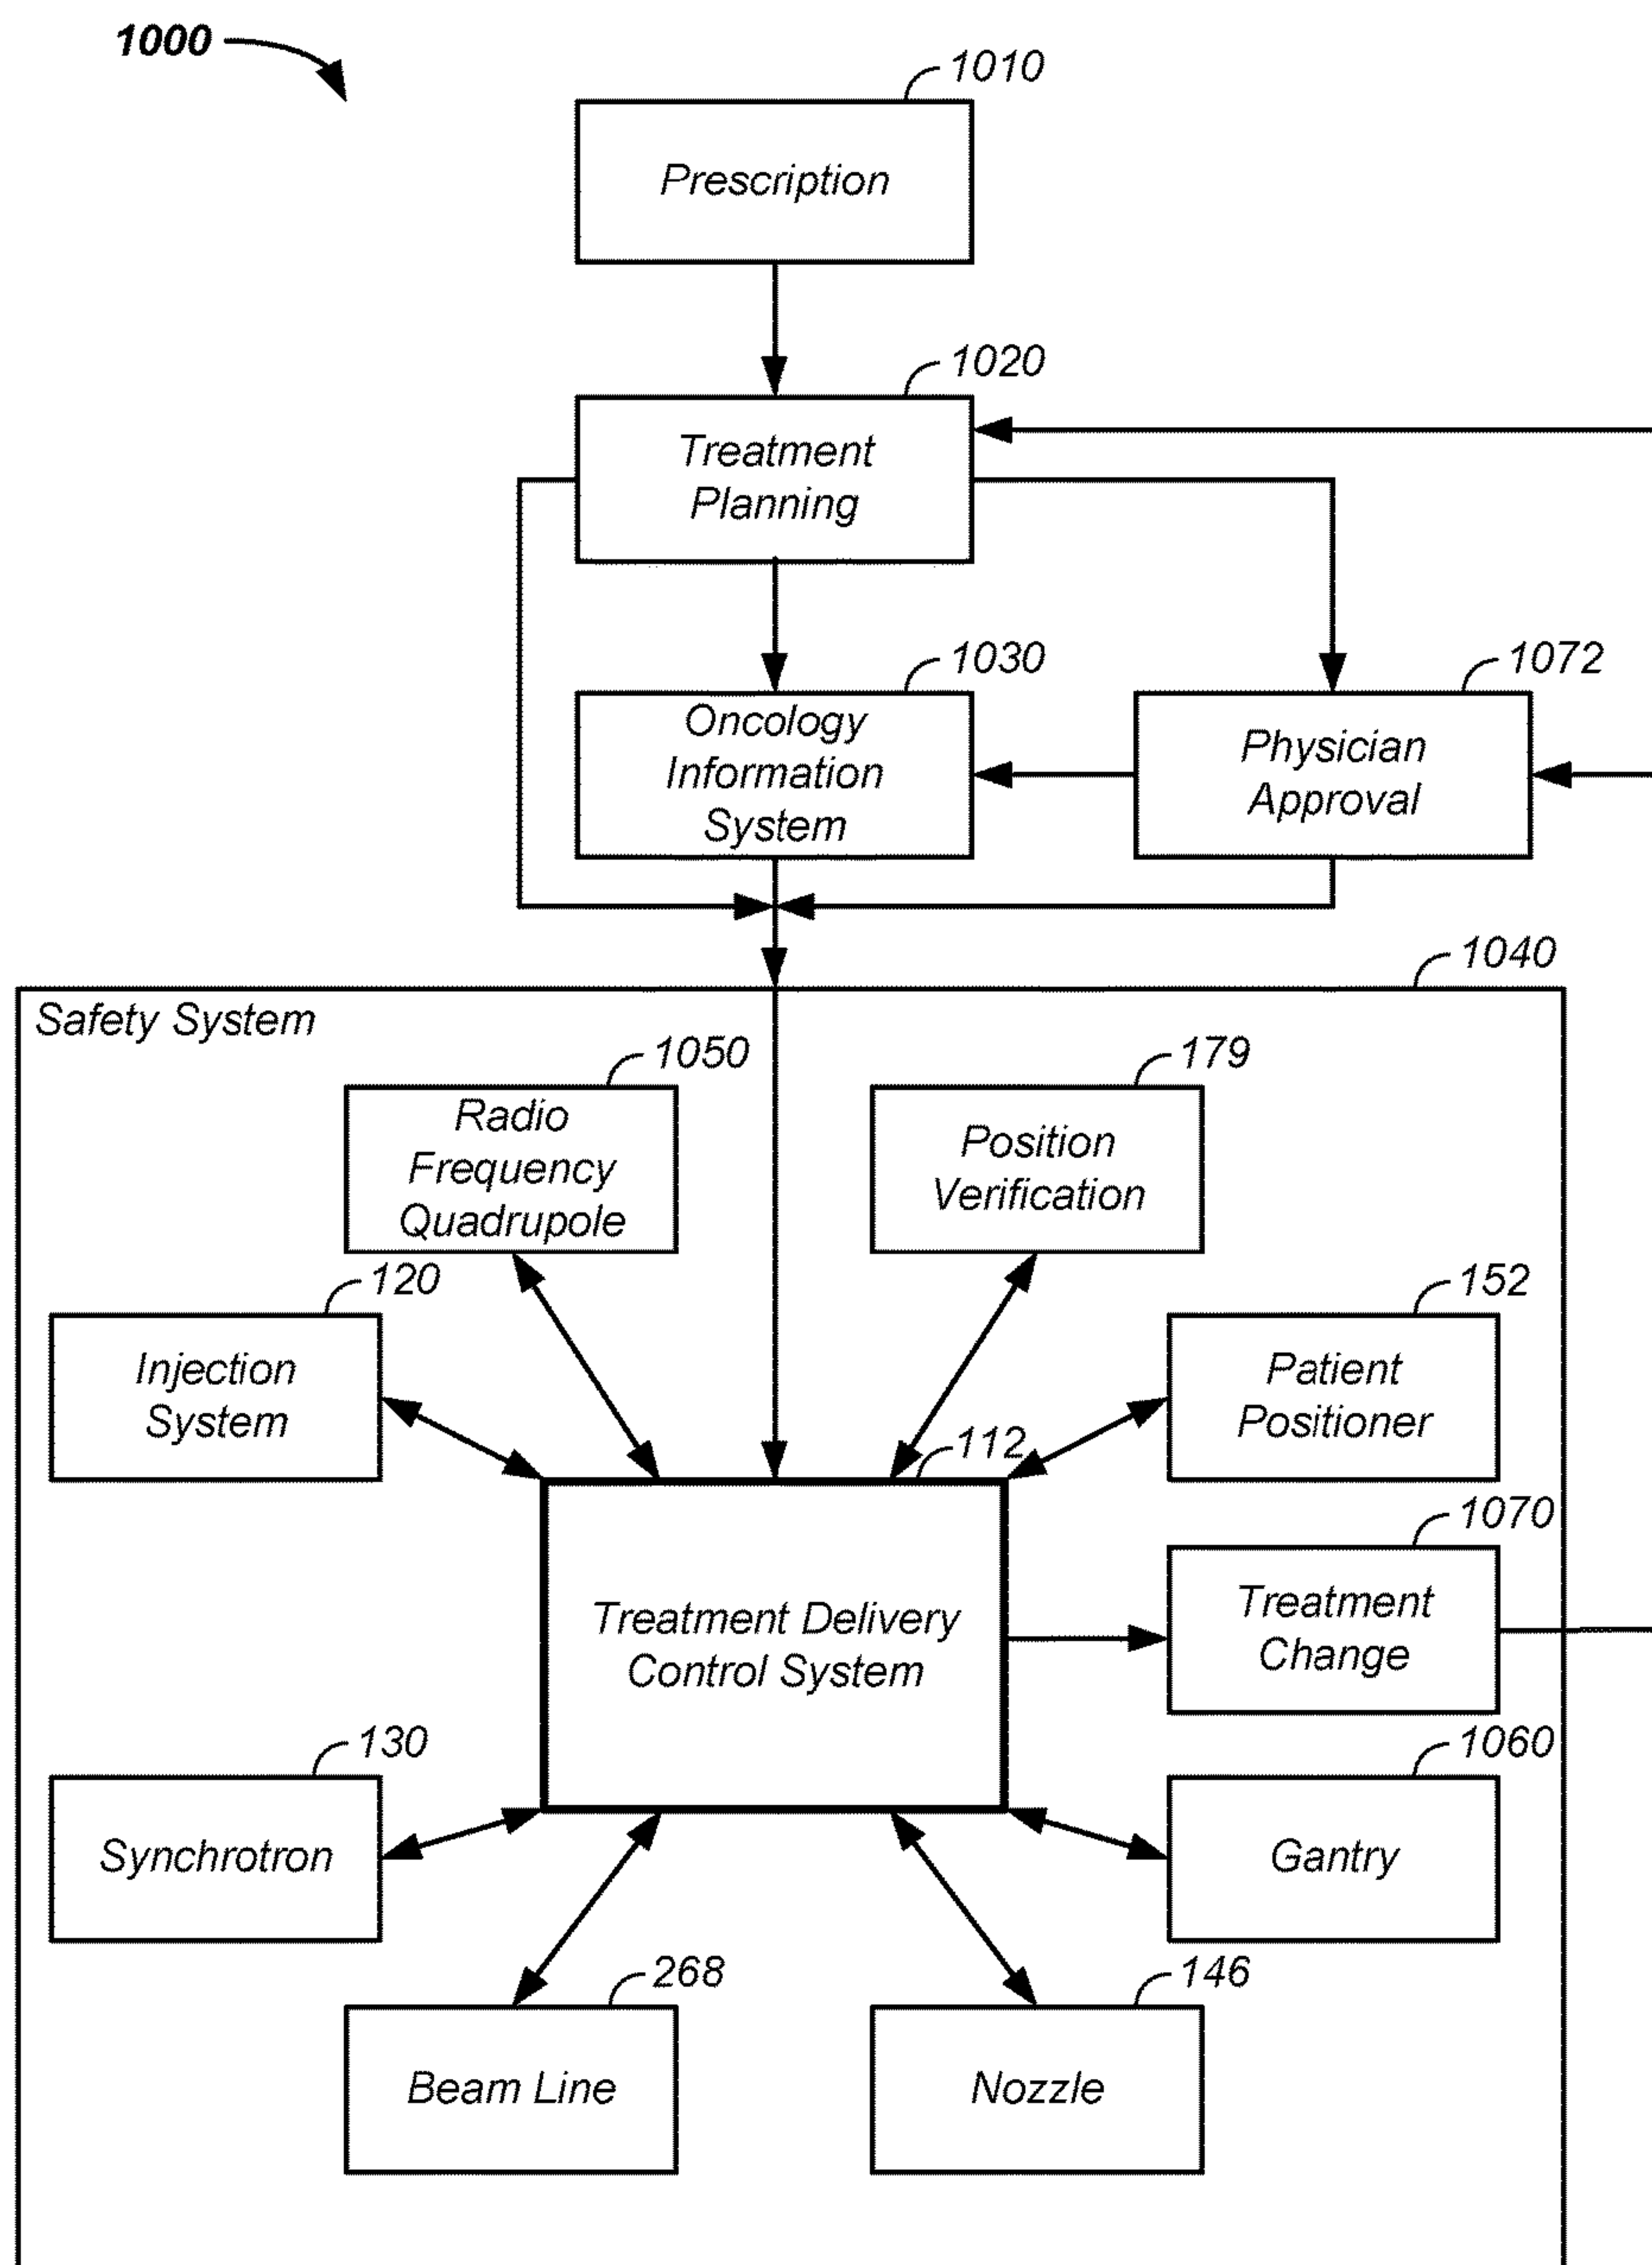 1000
1010
Prescription
1020
Treatment
Planning
1030
Oncology
Information
System
1072
Physician
Approval
1040
Safety System
1050
Radio
Frequency
Quadrupole
179
Position
Verification
120
Injection
System
152
Patient
Positioner
112
Treatment Delivery
Control System
1070
Treatment
Change
130
Synchrotron
1060
Gantry
268
Beam Line
146
Nozzle